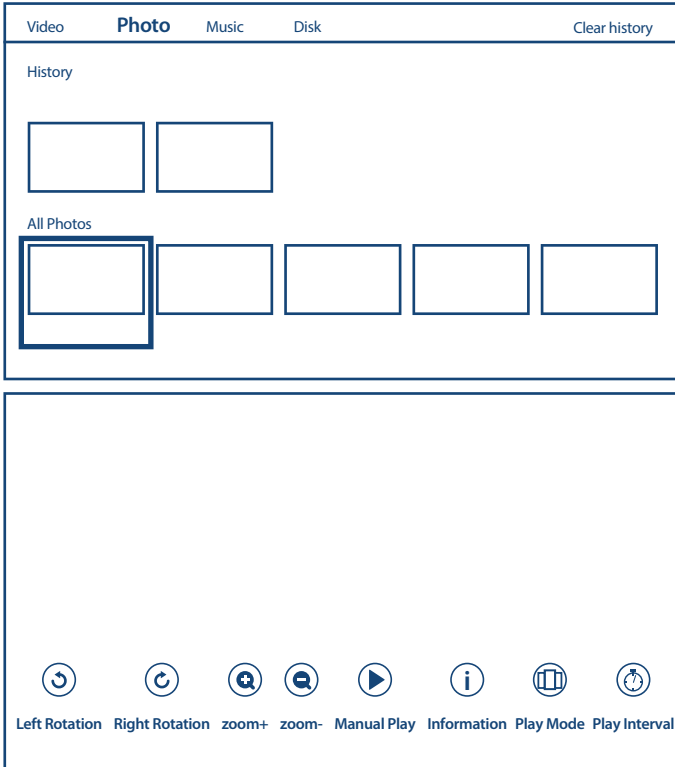 Video Photo Music Disk Clear history
History
All Photos
Left Rotation Right Rotation zoom+ zoom- Manual Play Information Play Mode Play Interval